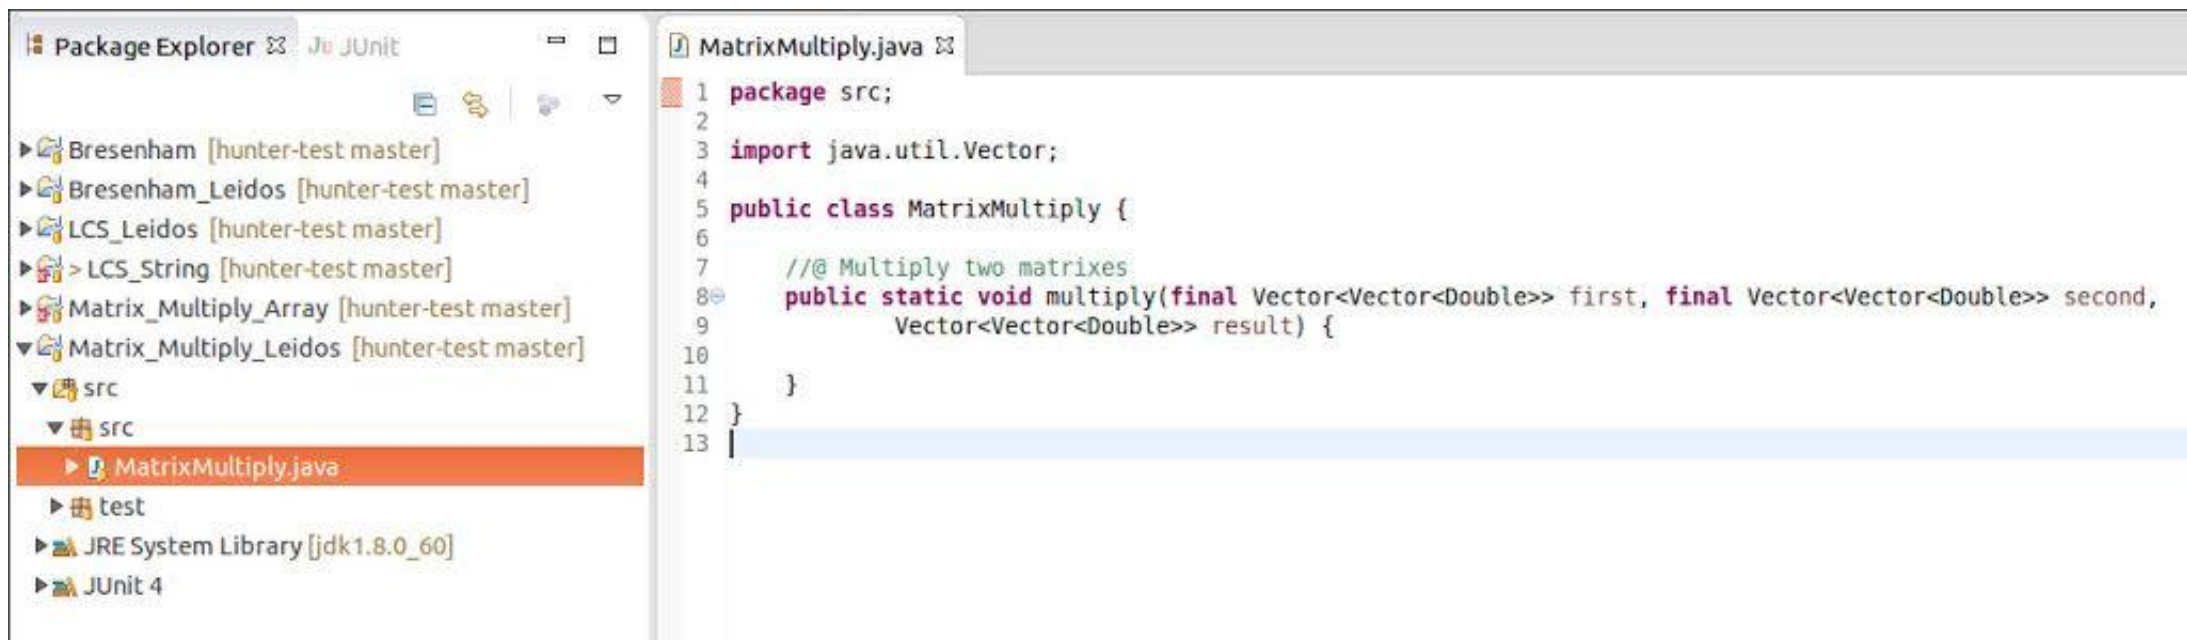 Package Explorer JUnit
Bresenham [hunter-test master]
Bresenham_Leidos [hunter-test master]
LCS_Leidos [hunter-test master]
> LCS_String [hunter-test master]
Matrix_Multiply_Array [hunter-test master]
Matrix_Multiply_Leidos [hunter-test master]
src
src
MatrixMultiply.java
test
JRE System Library [jdk1.8.0_60]
JUnit 4
MatrixMultiply.java
1 package src;
2
3 import java.util.Vector;
4
5 public class MatrixMultiply {
6
7 //@ Multiply two matrixes
8 public static void multiply(final Vector<Vector<Double>> first, final Vector<Vector<Double>> second,
9 Vector<Vector<Double>> result) {
10
11 }
12 }
13